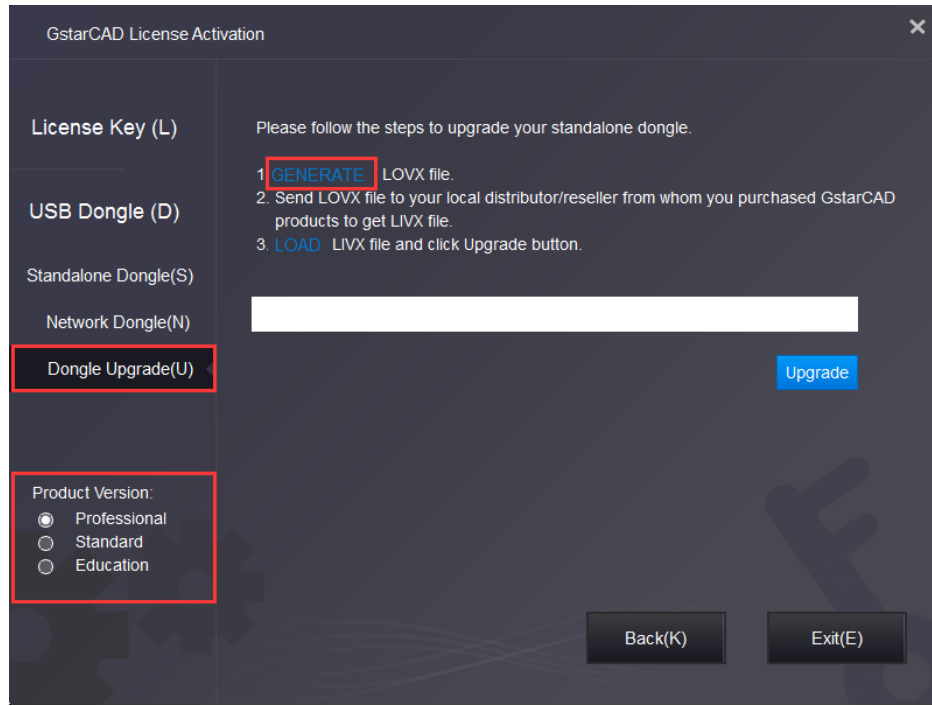 GstarCAD License Activation
License Key (L)
USB Dongle (D)
Standalone Dongle(S)
Network Dongle(N)
Dongle Upgrade(U)
Product Version:
Professional
Standard
Education
Please follow the steps to upgrade your standalone dongle.
1 GENERATE LOVX file.
2. Send LOVX file to your local distributor/reseller from whom you purchased GstarCAD
products to get LIVX file.
3. LOAD LIVX file and click Upgrade button.
Upgrade
Back(K)
Exit(E)